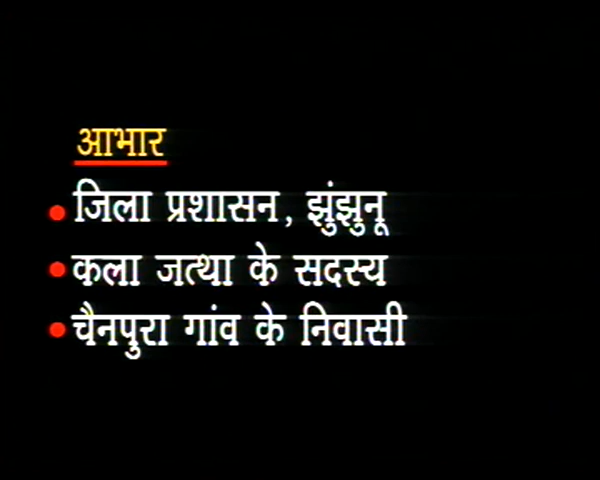 आभार
जिला प्रशासन, झुंझुनू
कला जत्था के सदस्य
चैनपुरा गांव के निवासी